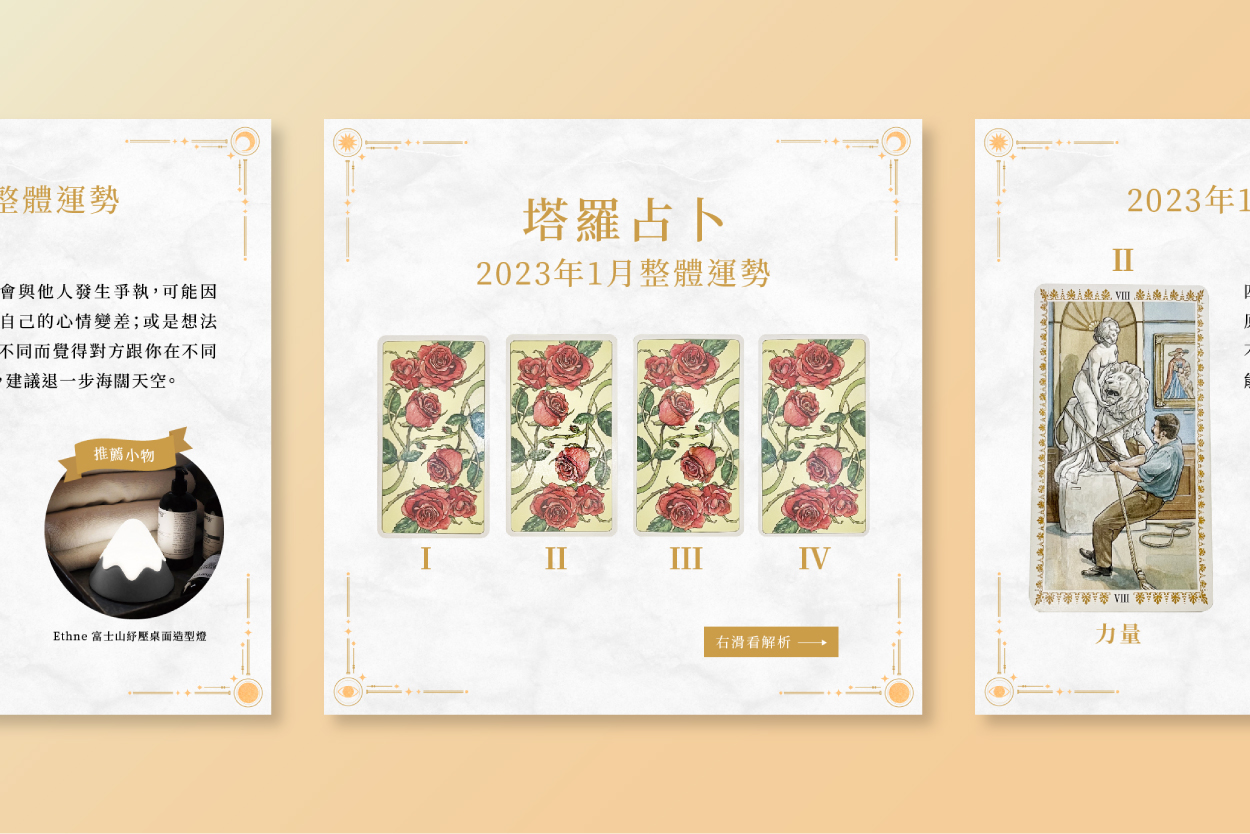 整體運勢
會與他人發生爭執，可能因
自己的心情變差；或是想法
不同而覺得對方跟你在不同
，建議退一步海闊天空。
推薦小物
Ethne 富士山紓壓桌面造型燈
塔羅占卜
2023年1月整體運勢
I
II
III
IV
右滑看解析
2023年1
II
VIII
VIII
力量